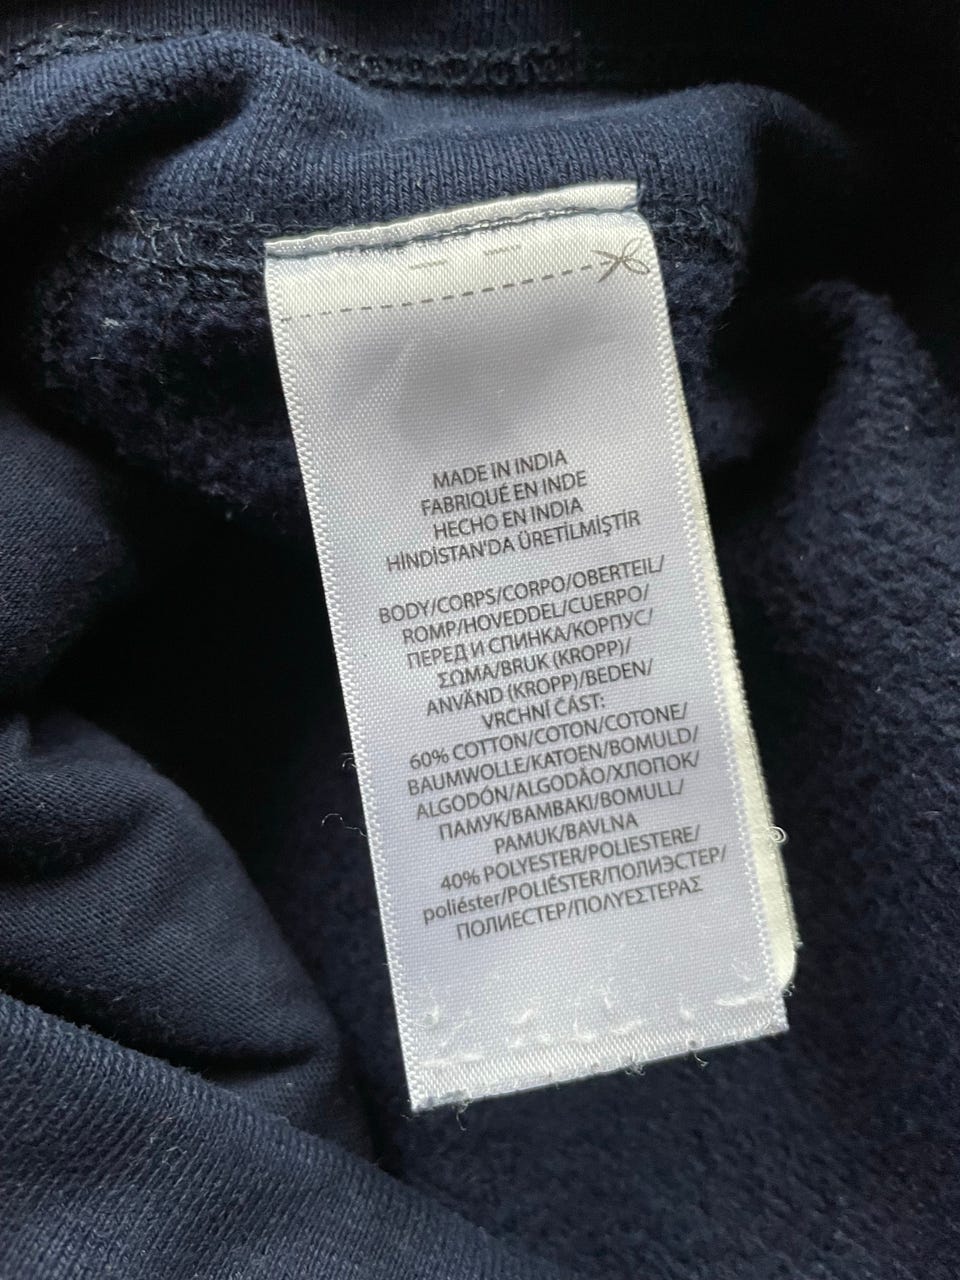 MADE IN INDIA
FABRIQUÉ EN INDE
HECHO EN INDIA
HİNDİSTAN'DA ÜRETİLMİŞTİR
BODY/CORPS/CORPO/OBERTEIL/
ROMP/HOVEDDEL/CUERPO/
ПЕРЕД И СПИНКА/KOPПУC/
ΣΩΜΑ/BRUK (KROPP)/
ANVÄND (KROPP)/BEDEN/
VRCHNÍ ČÁST:
60% COTTON/COTON/COTONE/
BAUMWOLLE/KATOEN/BOMULD/
ALGODÓN/ALGODÃO/ХЛОПОК/
ПАМУК/BAMBAKI/BOMULL/
PAMUK/BAVLNA
40% POLYESTER/POLIESTERE/
poliéster/POLIÉSTER/ПОЛИЭСТЕР/
ПОЛИЕСТЕР/ΠΟΛΥΕΣΤΕΡΑΣ